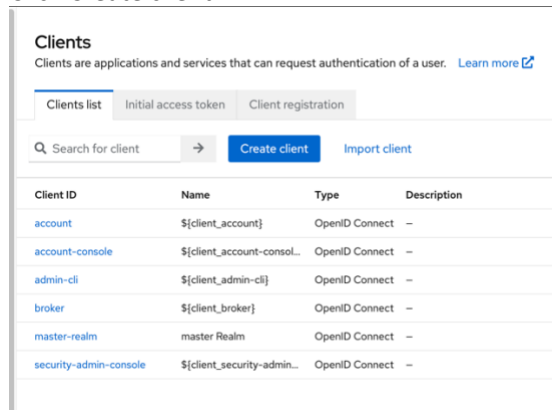 Clients
Clients are applications and services that can request authentication of a user. Learn more
Clients list Initial access token Client registration
Search for client Create client Import client
Client ID Name Type Description
account ${client_account} OpenID Connect –
account-console ${client_account-consol... OpenID Connect –
admin-cli ${client_admin-cli} OpenID Connect –
broker ${client_broker} OpenID Connect –
master-realm master Realm OpenID Connect –
security-admin-console ${client_security-admin... OpenID Connect –